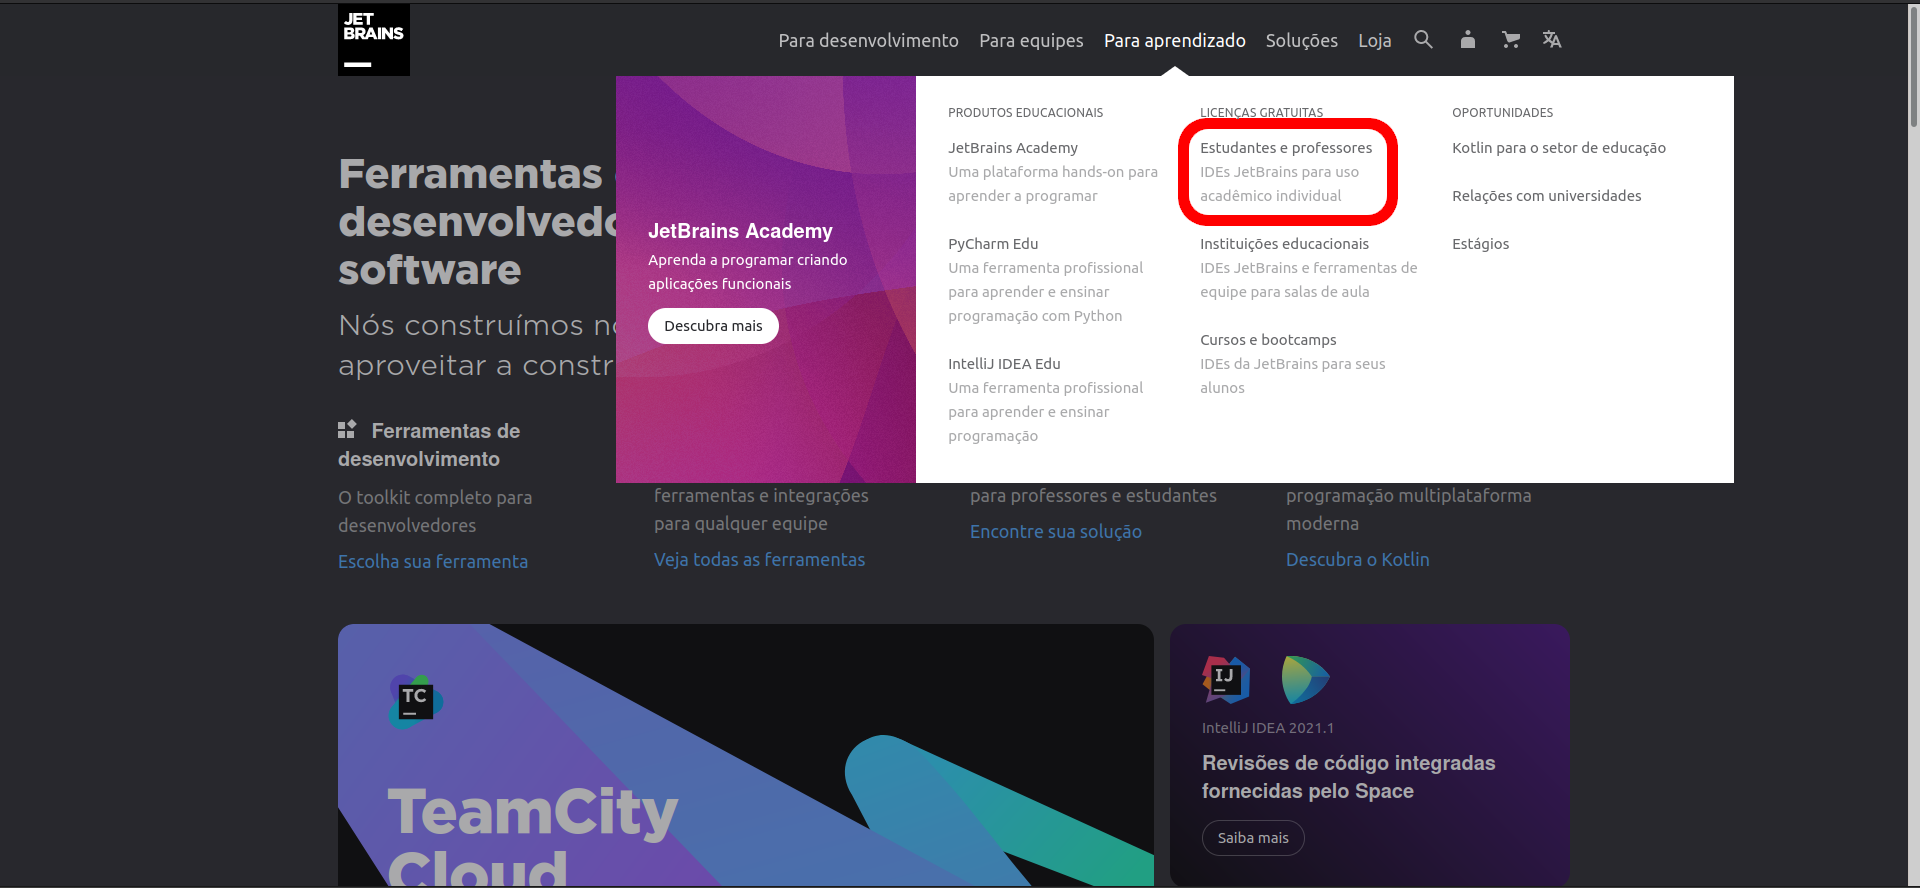 JET
BRAINS
Para desenvolvimento Para equipes Para aprendizado Soluções Loja
Ferramentas
desenvolvedo
software
Nós construímos no
aproveitar a constr
Ferramentas de
desenvolvimento
O toolkit completo para
desenvolvedores
Escolha sua ferramenta
JetBrains Academy
Aprenda a programar criando
aplicações funcionais
Descubra mais
PRODUTOS EDUCACIONAIS
JetBrains Academy
Uma plataforma hands-on para
aprender a programar
PyCharm Edu
Uma ferramenta profissional
para aprender e ensinar
programação com Python
IntelliJ IDEA Edu
Uma ferramenta profissional
para aprender e ensinar
programação
LICENÇAS GRATUITAS
Estudantes e professores
IDEs JetBrains para uso
acadêmico individual
Instituições educacionais
IDEs JetBrains e ferramentas de
equipe para salas de aula
Cursos e bootcamps
IDEs da JetBrains para seus
alunos
OPORTUNIDADES
Kotlin para o setor de educação
Relações com universidades
Estágios
ferramentas e integrações
para qualquer equipe
Veja todas as ferramentas
para professores e estudantes
Encontre sua solução
programação multiplataforma
moderna
Descubra o Kotlin
TC
TeamCity
Cloud
IJ
IntelliJ IDEA 2021.1
Revisões de código integradas
fornecidas pelo Space
Saiba mais